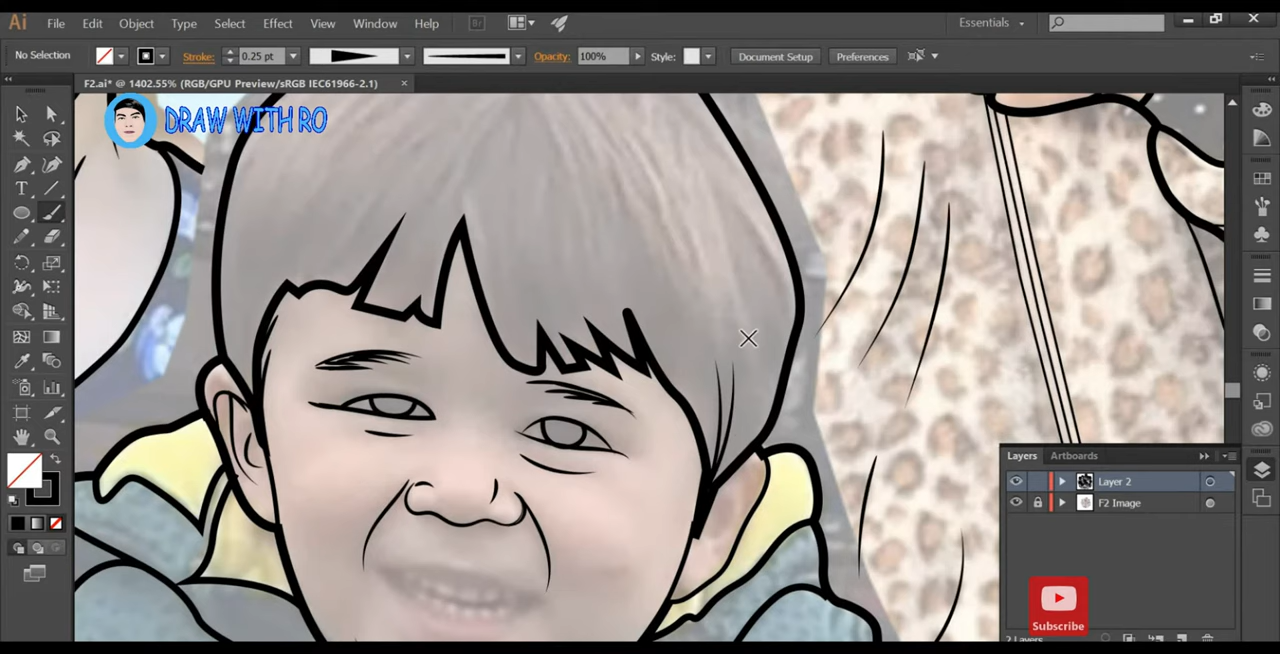 Ai File Edit Object Type Select Effect View Window Help Br Essentials
No Selection Stroke: 0.25 pt Opacity: 100% Style: Document Setup Preferences
F2.ai* @ 1402.55% (RGB/GPU Preview/sRGB IEC61966-2.1) ×
DRAW WITH RO
T
Layers Artboards
Layer 2
F2 Image
Subscribe
2 Layers